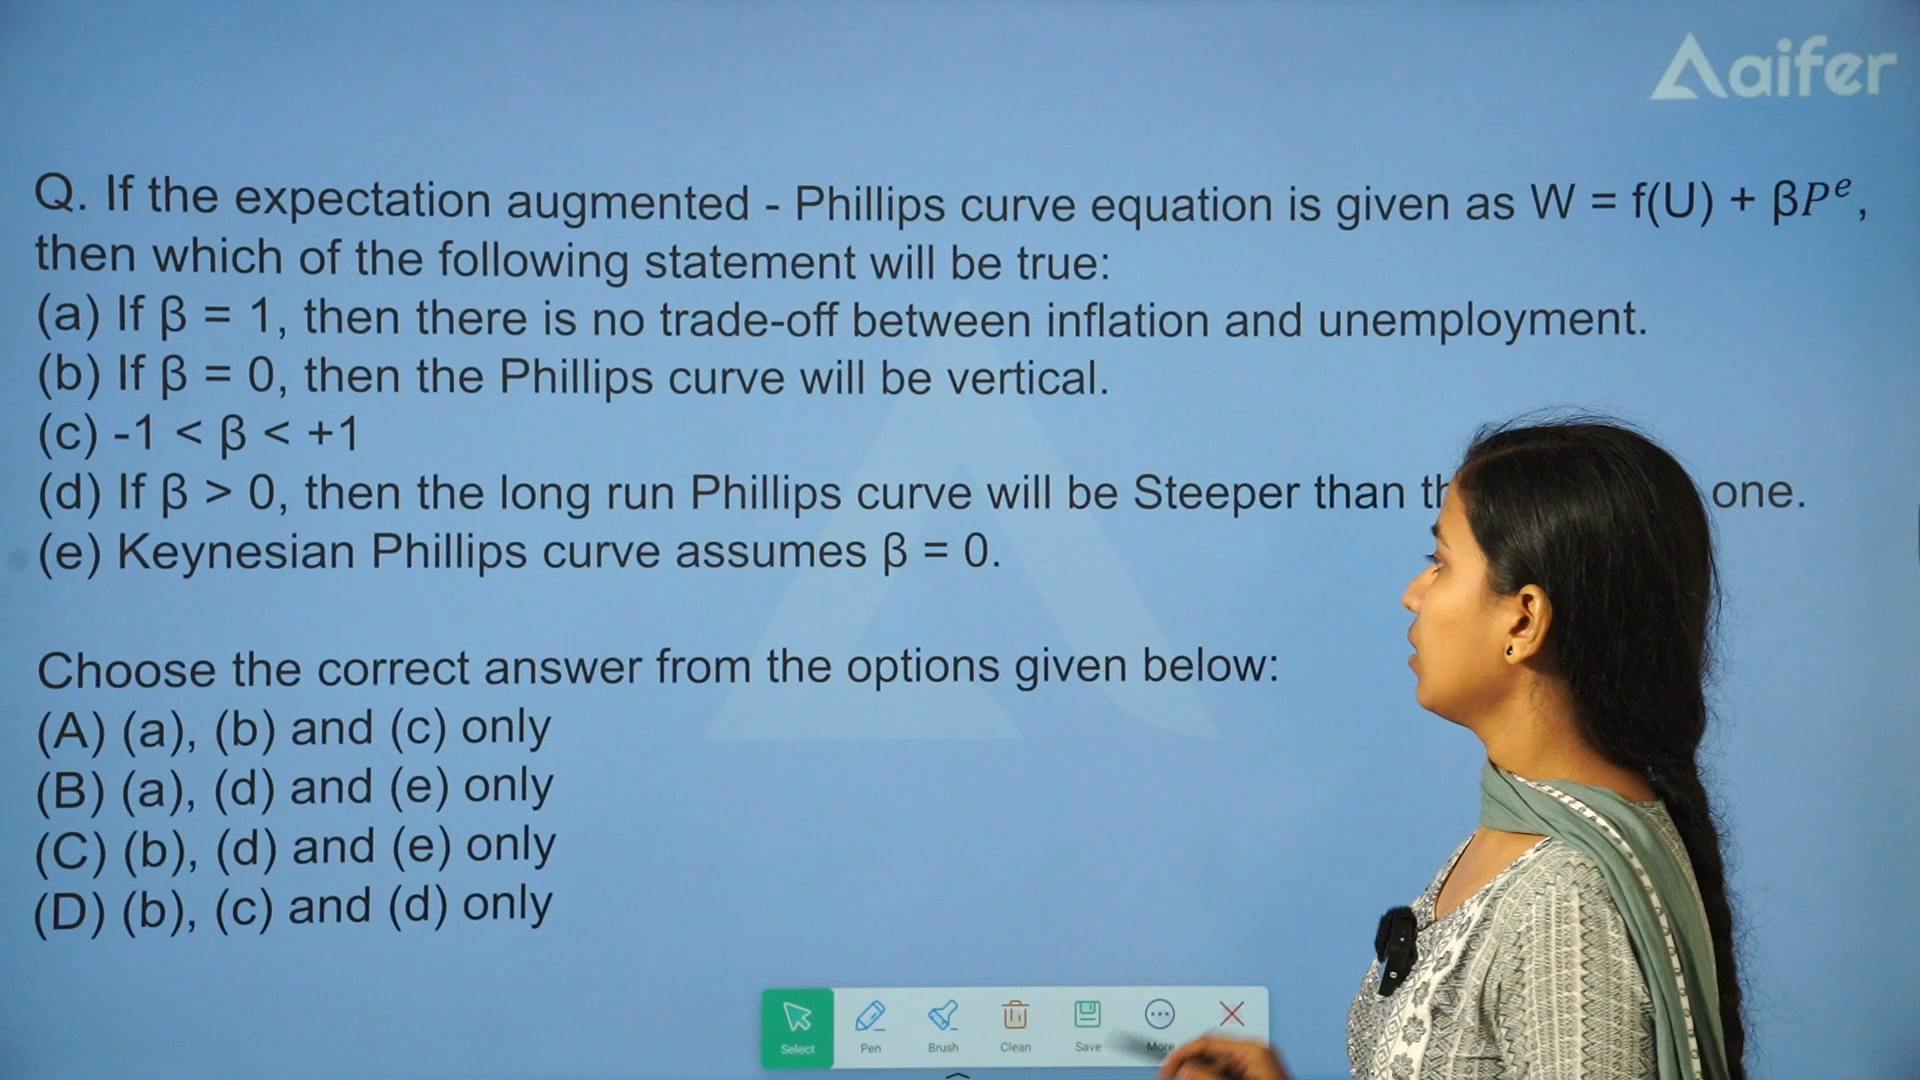 aifer
Q. If the expectation augmented - Phillips curve equation is given as W = f(U) + βPᵉ,
then which of the following statement will be true:
(a) If β = 1, then there is no trade-off between inflation and unemployment.
(b) If β = 0, then the Phillips curve will be vertical.
(c) -1 < β < +1
(d) If β > 0, then the long run Phillips curve will be Steeper than one.
(e) Keynesian Phillips curve assumes β = 0.
Choose the correct answer from the options given below:
(A) (a), (b) and (c) only
(B) (a), (d) and (e) only
(C) (b), (d) and (e) only
(D) (b), (c) and (d) only
Select Pen Brush Clean Save More